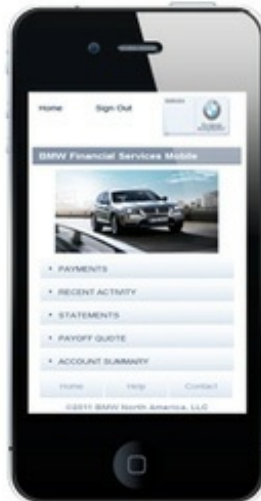 Home Sign Out
BMW Financial Services Mobile
PAYMENTS
RECENT ACTIVITY
STATEMENTS
PAYOFF QUOTE
ACCOUNT SUMMARY
Home Help Contact
©2011 BMW North America, LLC